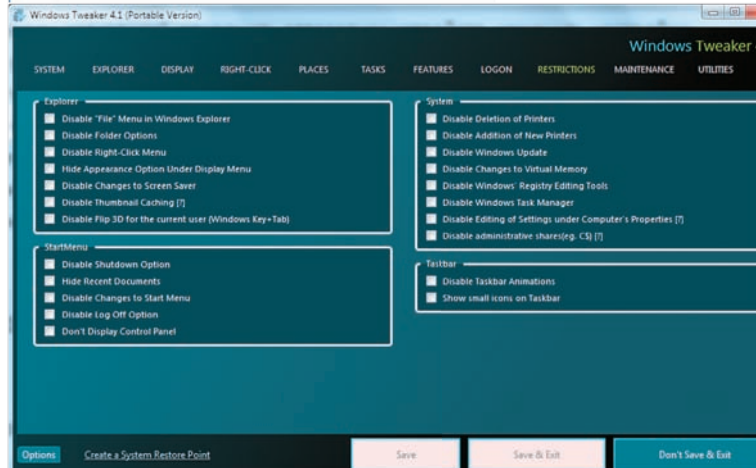 Windows Tweaker 4.1 (Portable Version)
Windows Tweaker
SYSTEM EXPLORER DISPLAY RIGHT-CLICK PLACES TASKS FEATURES LOGON RESTRICTIONS MAINTENANCE UTILITIES
Explorer
Disable "File" Menu in Windows Explorer
Disable Folder Options
Disable Right-Click Menu
Hide Appearance Option Under Display Menu
Disable Changes to Screen Saver
Disable Thumbnail Caching [?]
Disable Flip 3D for the current user (Windows Key+Tab)
StartMenu
Disable Shutdown Option
Hide Recent Documents
Disable Changes to Start Menu
Disable Log Off Option
Don't Display Control Panel
System
Disable Deletion of Printers
Disable Addition of New Printers
Disable Windows Update
Disable Changes to Virtual Memory
Disable Windows' Registry Editing Tools
Disable Windows Task Manager
Disable Editing of Settings under Computer's Properties [?]
Disable administrative shares(eg. C$) [?]
Taskbar
Disable Taskbar Animations
Show small icons on Taskbar
Options Create a System Restore Point Save Save & Exit Don't Save & Exit